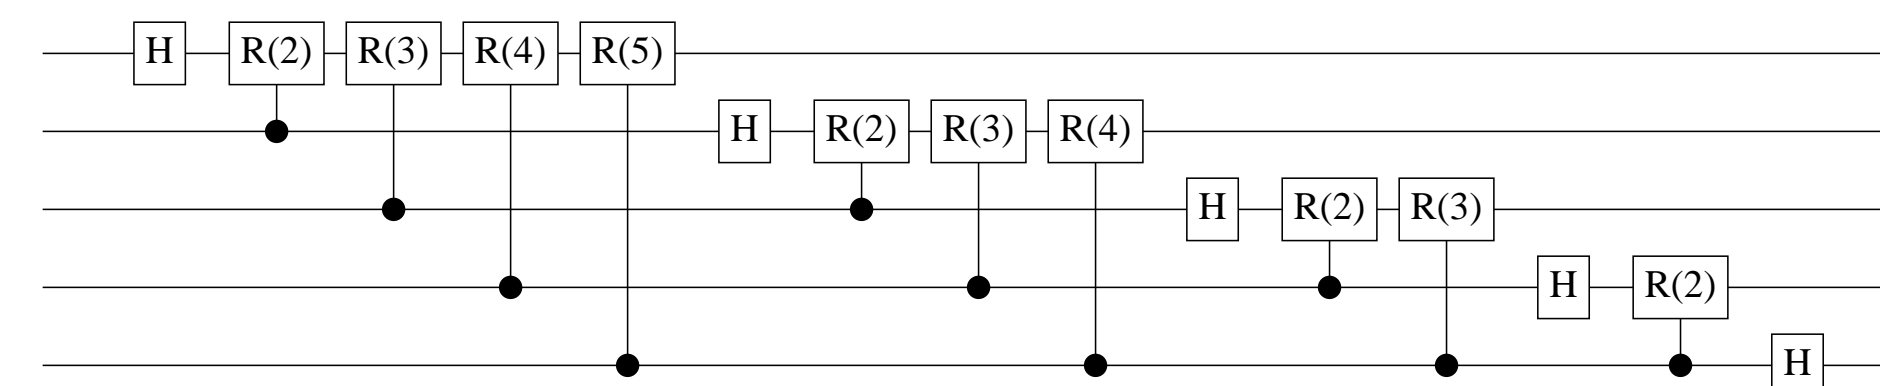 H R(2) R(3) R(4) R(5)
H R(2) R(3) R(4)
H R(2) R(3)
H R(2)
H